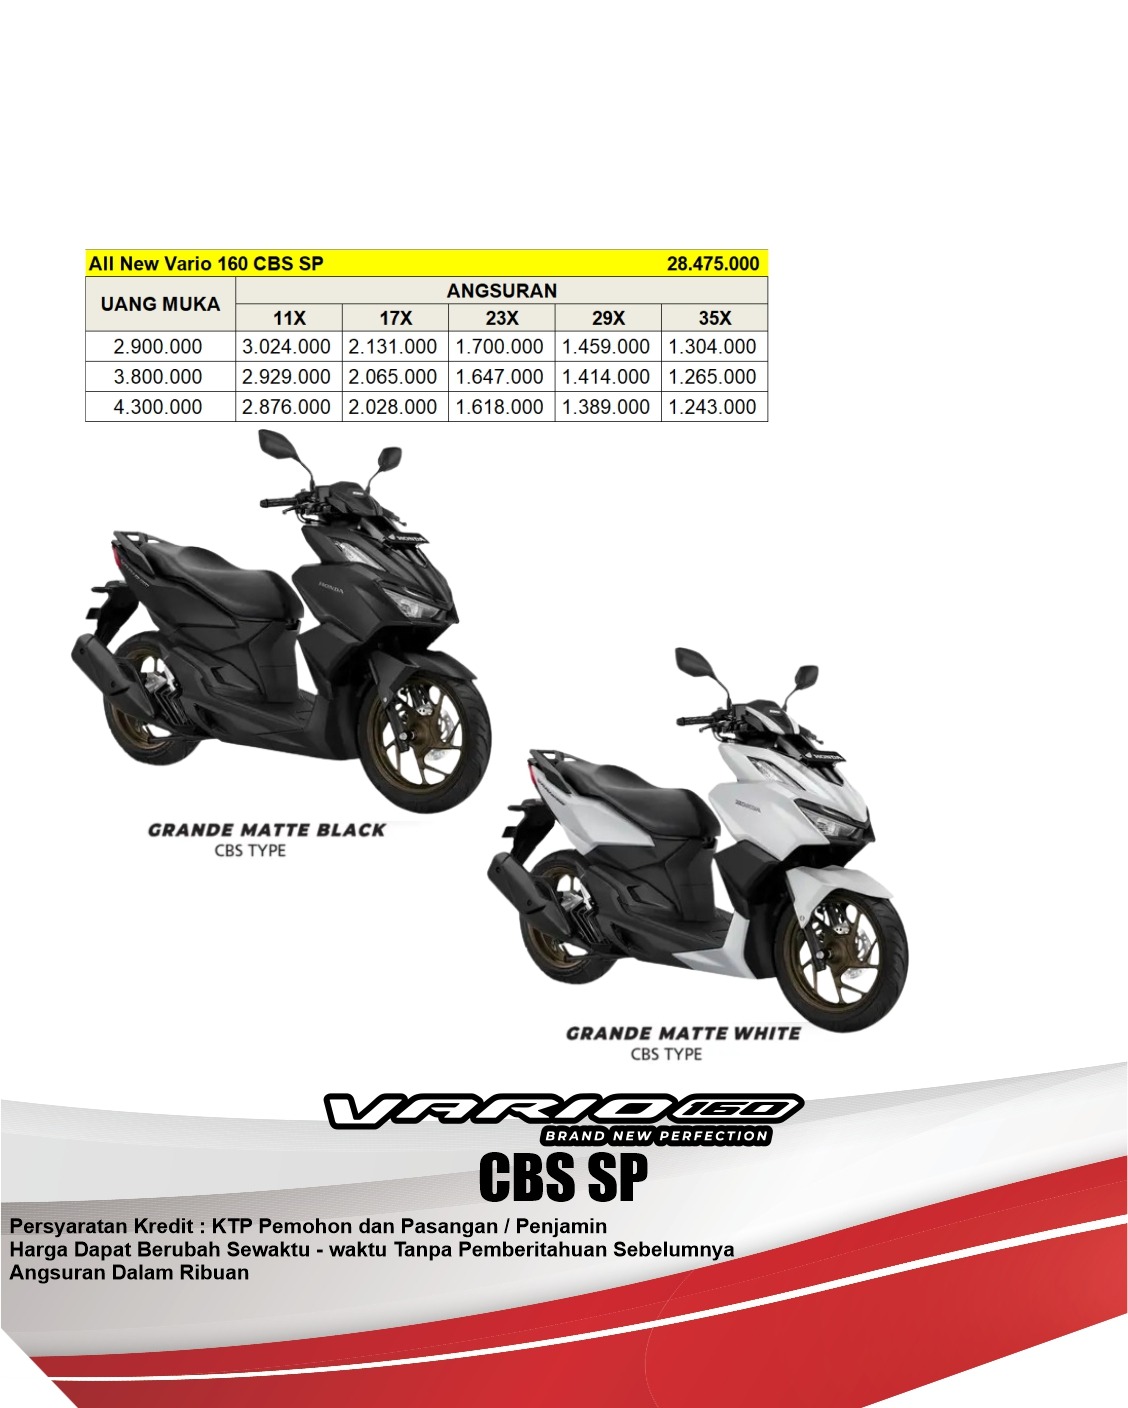 All New Vario 160 CBS SP 28.475.000
UANG MUKA ANGSURAN
11X 17X 23X 29X 35X
2.900.000 3.024.000 2.131.000 1.700.000 1.459.000 1.304.000
3.800.000 2.929.000 2.065.000 1.647.000 1.414.000 1.265.000
4.300.000 2.876.000 2.028.000 1.618.000 1.389.000 1.243.000
HONDA
HONDA
GRANDE MATTE BLACK
CBS TYPE
HONDA
HONDA
GRANDE MATTE WHITE
CBS TYPE
VARIO 160
BRAND NEW PERFECTION
CBS SP
Persyaratan Kredit : KTP Pemohon dan Pasangan / Penjamin
Harga Dapat Berubah Sewaktu - waktu Tanpa Pemberitahuan Sebelumnya
Angsuran Dalam Ribuan